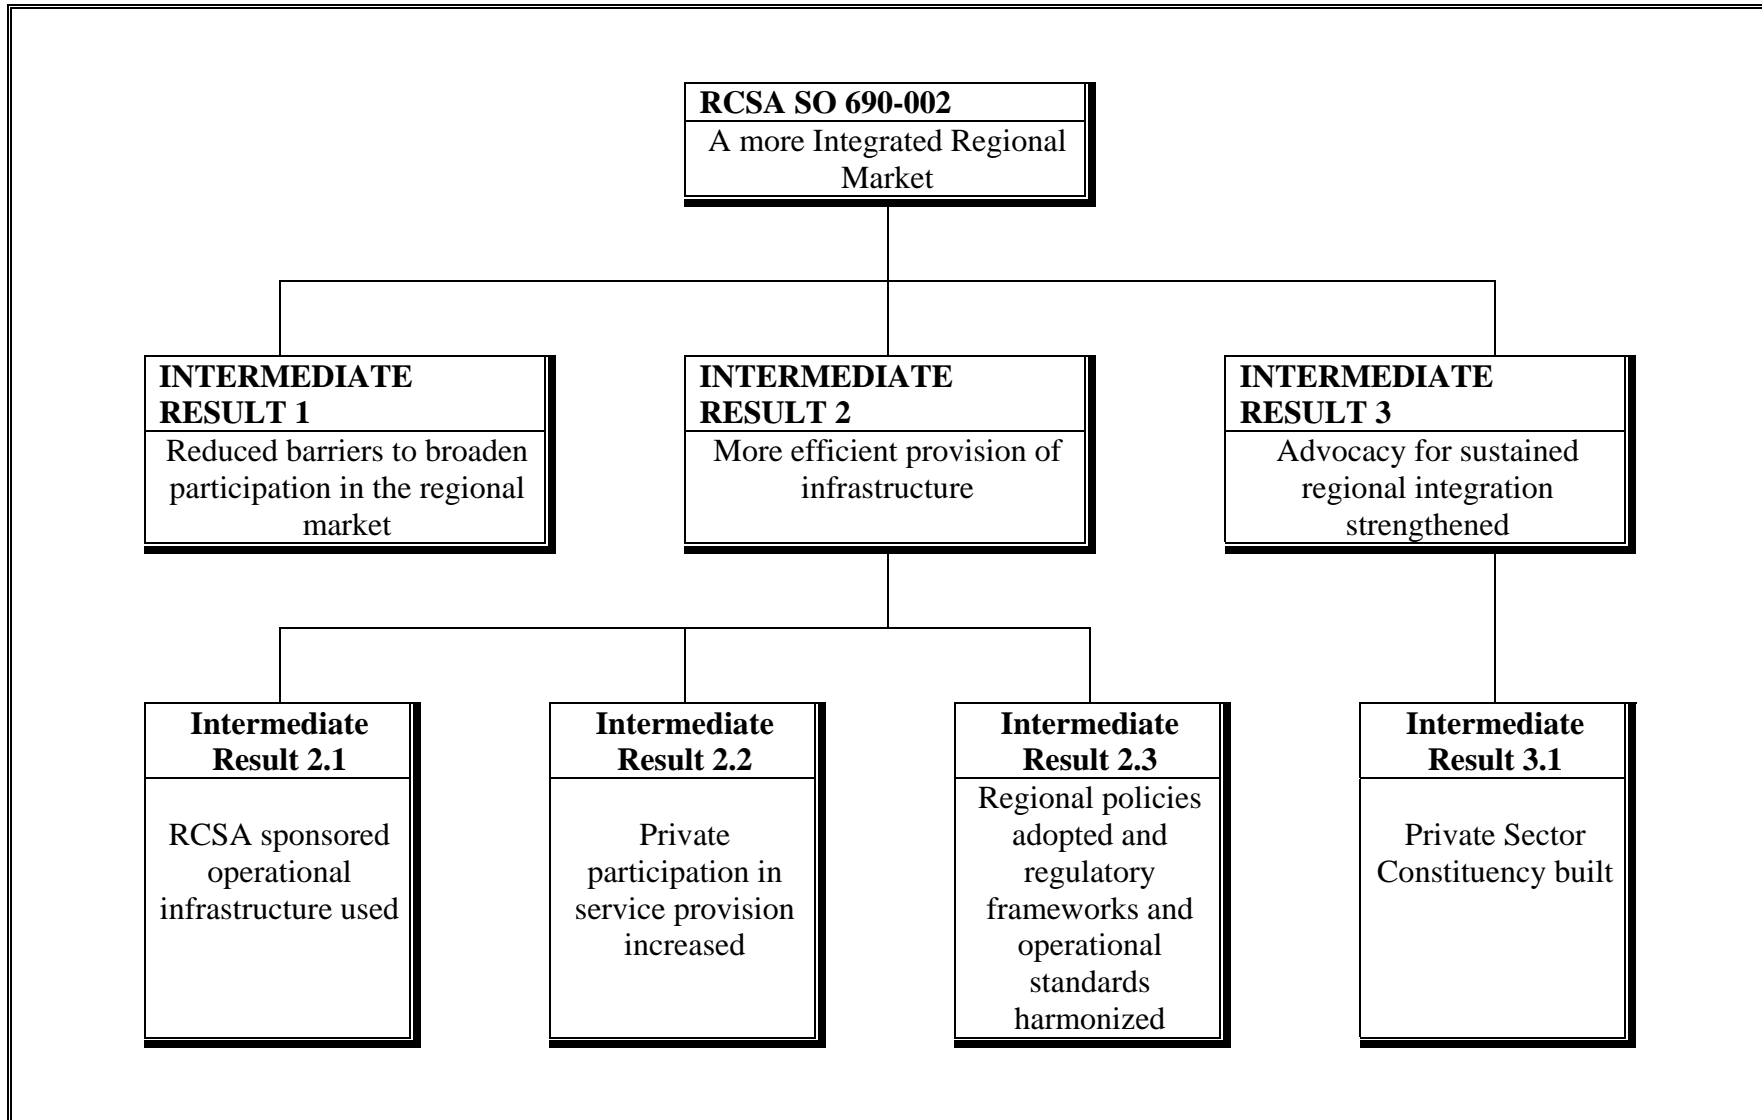 RCSA SO 690-002
A more Integrated Regional
Market
INTERMEDIATE
RESULT 1
Reduced barriers to broaden
participation in the regional
market
INTERMEDIATE
RESULT 2
More efficient provision of
infrastructure
INTERMEDIATE
RESULT 3
Advocacy for sustained
regional integration
strengthened
Intermediate
Result 2.1
RCSA sponsored
operational
infrastructure used
Intermediate
Result 2.2
Private
participation in
service provision
increased
Intermediate
Result 2.3
Regional policies
adopted and
regulatory
frameworks and
operational
standards
harmonized
Intermediate
Result 3.1
Private Sector
Constituency built